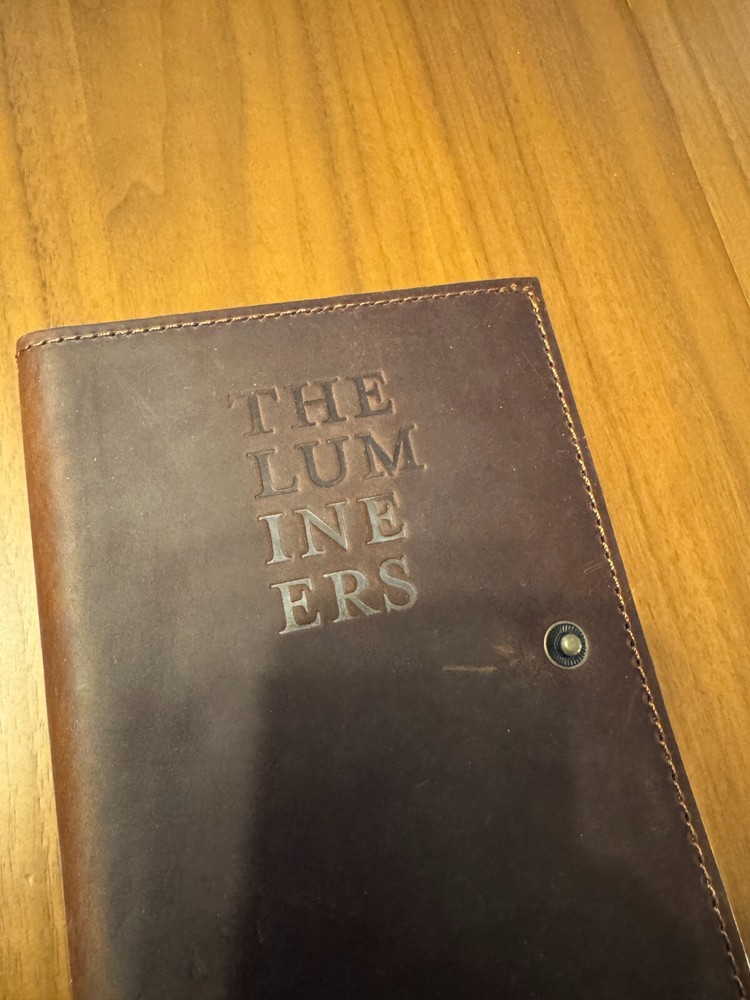 THE
LUM
INE
ERS